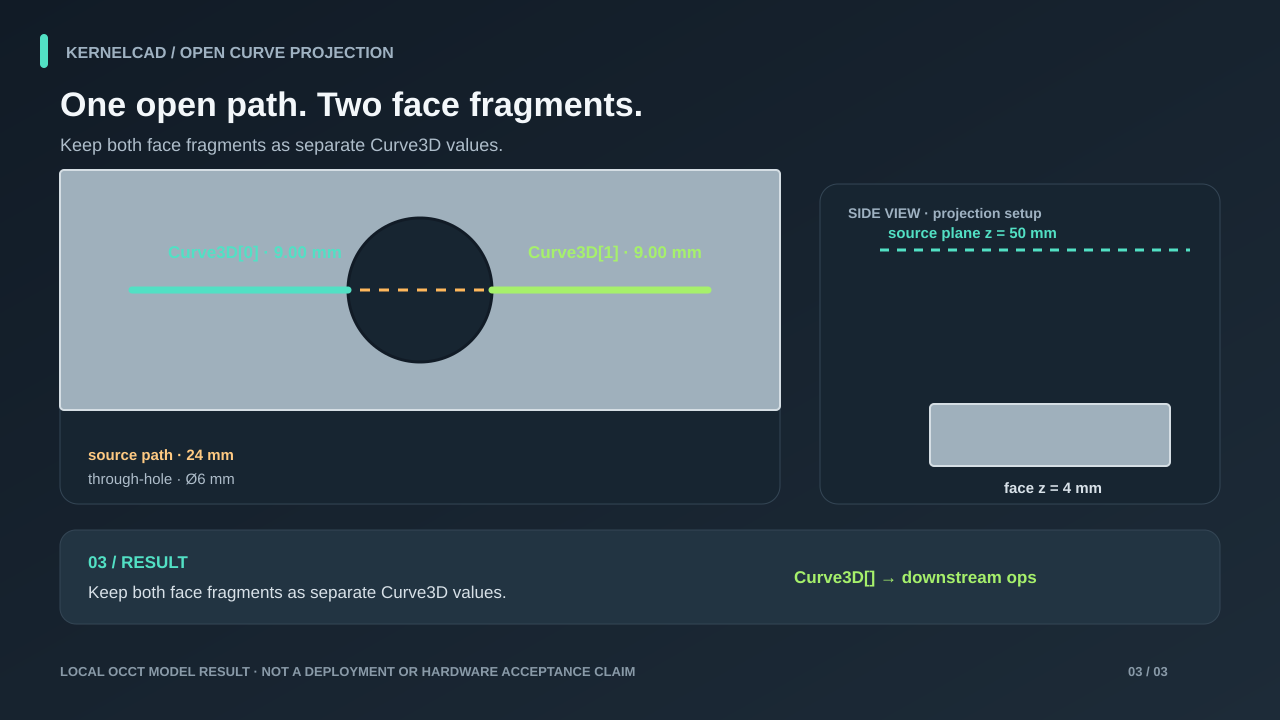 KERNELCAD / OPEN CURVE PROJECTION
One open path. Two face fragments.
Keep both face fragments as separate Curve3D values.
Curve3D[0] · 9.00 mm
Curve3D[1] · 9.00 mm
source path · 24 mm
through-hole · Ø6 mm
SIDE VIEW · projection setup
source plane z = 50 mm
face z = 4 mm
03 / RESULT
Keep both face fragments as separate Curve3D values.
Curve3D[] → downstream ops
LOCAL OCCT MODEL RESULT · NOT A DEPLOYMENT OR HARDWARE ACCEPTANCE CLAIM
03 / 03